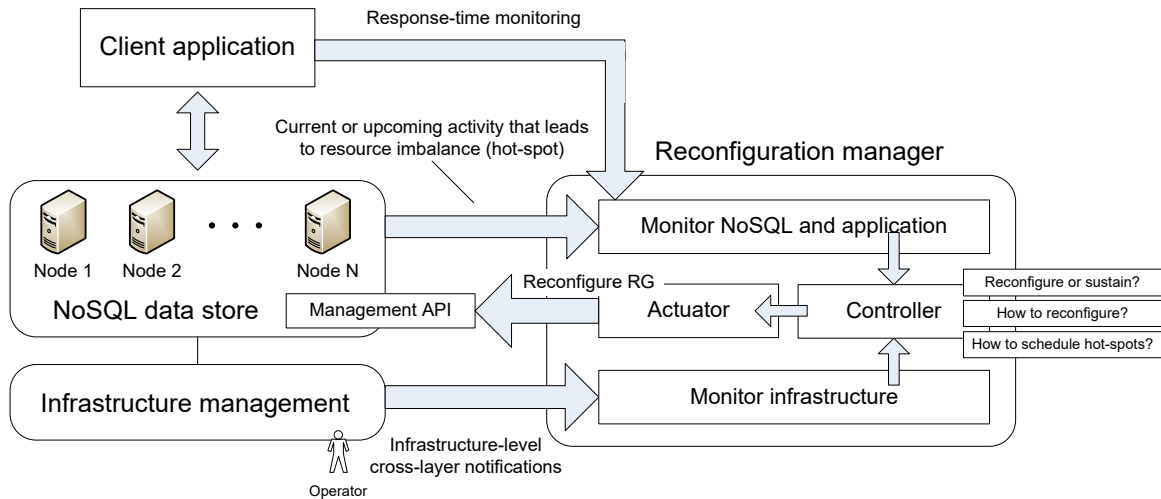 Response-time monitoring
Client application
Current or upcoming activity that leads
to resource imbalance (hot-spot)
Reconfiguration manager
Monitor NoSQL and application
Node 1
Node 2
Node N
NoSQL data store
Management API
Reconfigure RG
Actuator
Controller
Reconfigure or sustain?
How to reconfigure?
How to schedule hot-spots?
Infrastructure management
Monitor infrastructure
Infrastructure-level
cross-layer notifications
Operator